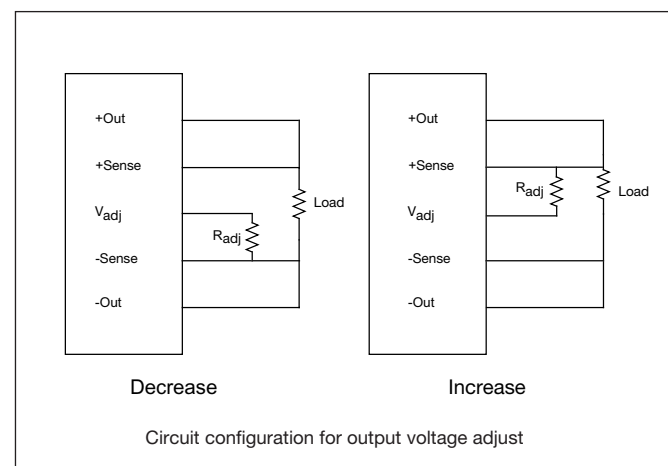 +Out
+Sense
Vadj
-Sense
-Out
Radj
Load
Decrease
+Out
+Sense
Vadj
-Sense
-Out
Radj
Load
Increase
Circuit configuration for output voltage adjust